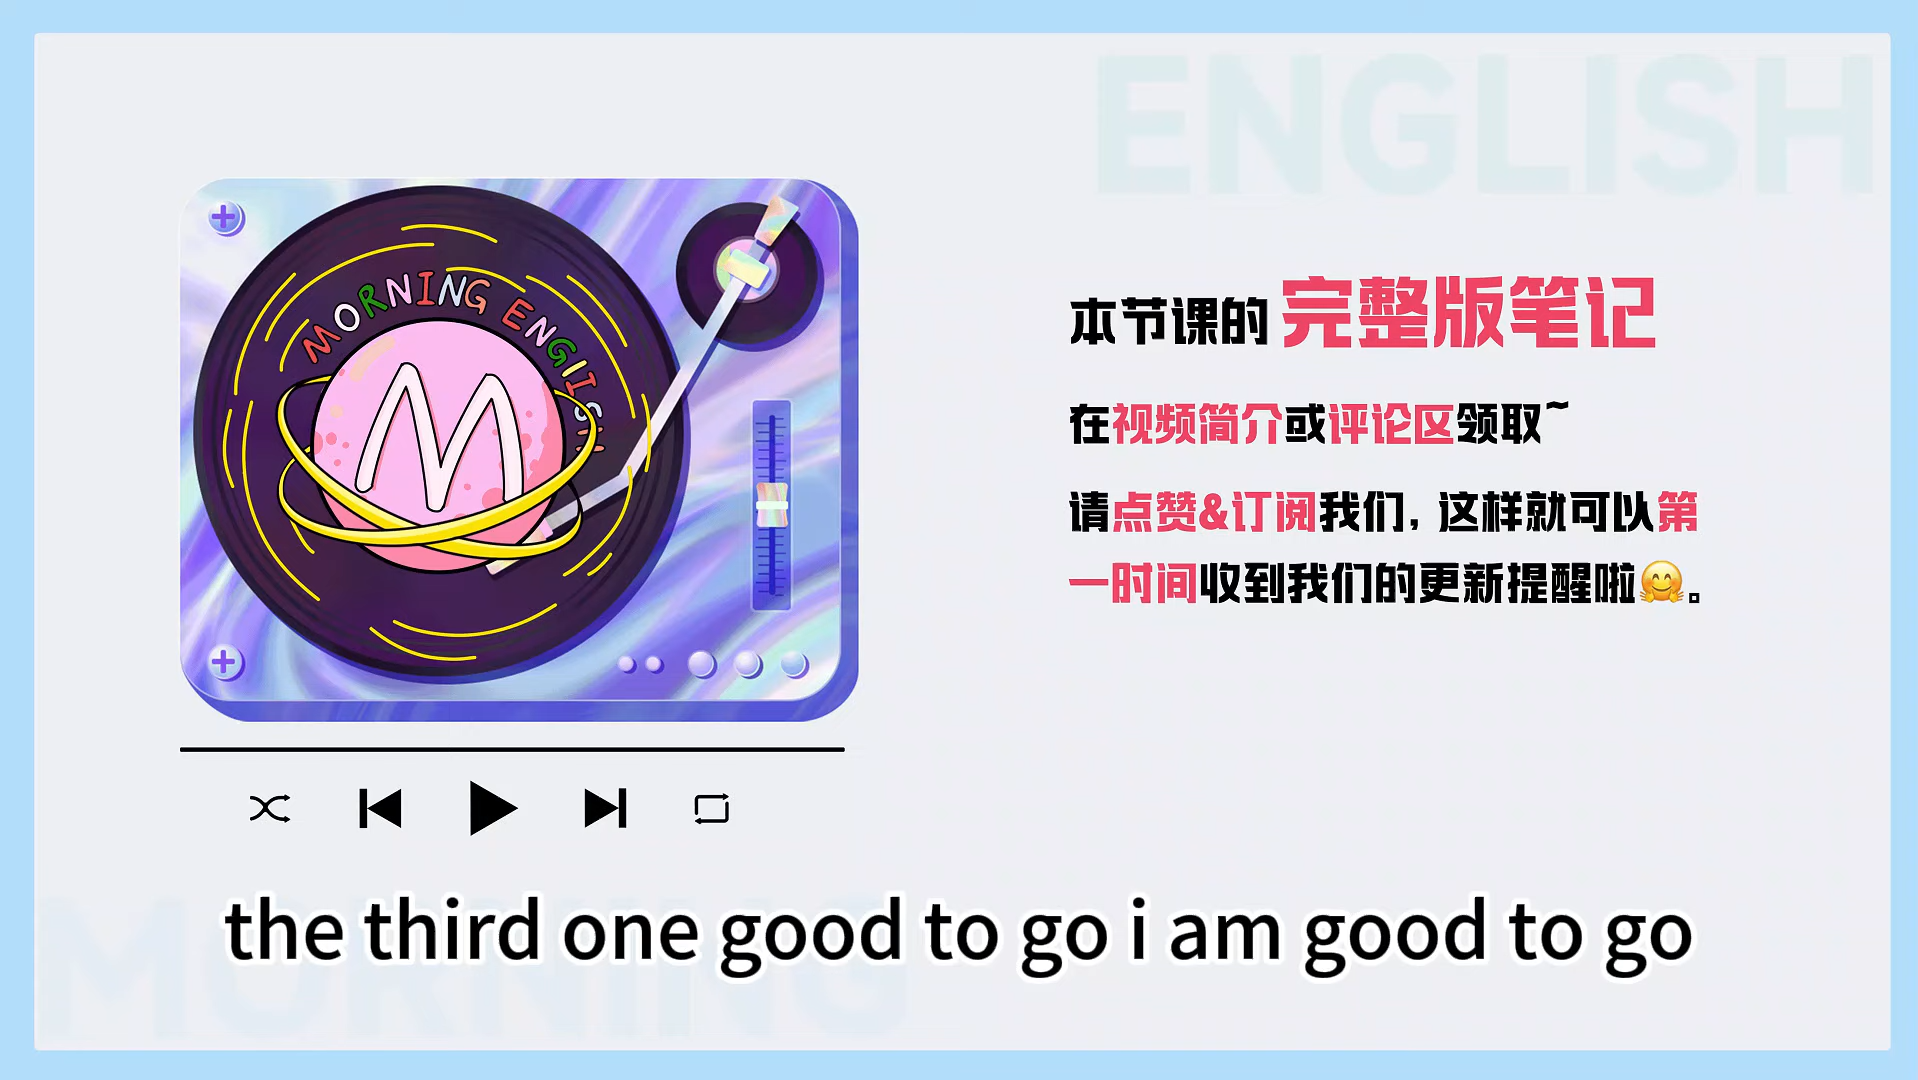 ENGLISH
MORNING ENGLISH
M
本节课的 完整版笔记
在视频简介或评论区领取~
请点赞&订阅我们，这样就可以第
一时间收到我们的更新提醒啦🤗。
MORNING
the third one good to go i am good to go